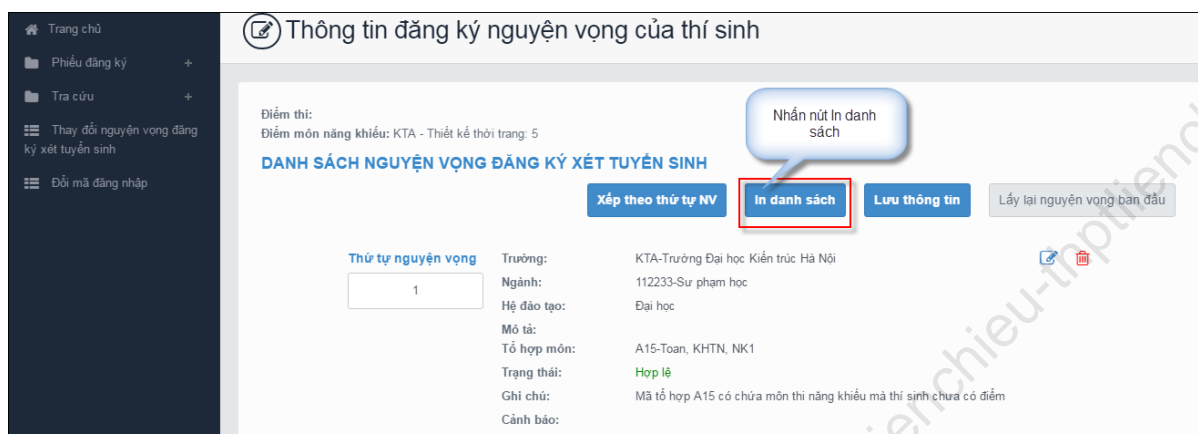 Trang chủ
Phiếu đăng ký +
Tra cứu +
Thay đổi nguyện vọng đăng
ký xét tuyển sinh
Đổi mã đăng nhập
Thông tin đăng ký nguyện vọng của thí sinh
Điểm thi:
Điểm môn năng khiếu: KTA - Thiết kế thời trang: 5
Nhấn nút In danh
sách
DANH SÁCH NGUYỆN VỌNG ĐĂNG KÝ XÉT TUYỂN SINH
Xếp theo thứ tự NV In danh sách Lưu thông tin Lấy lại nguyện vọng ban đầu
Thứ tự nguyện vọng
1
Trường: KTA-Trường Đại học Kiến trúc Hà Nội
Ngành: 112233-Sư phạm học
Hệ đào tạo: Đại học
Mô tả:
Tổ hợp môn: A15-Toan, KHTN, NK1
Trạng thái: Hợp lệ
Ghi chú: Mã tổ hợp A15 có chứa môn thi năng khiếu mà thí sinh chưa có điểm
Cảnh báo: